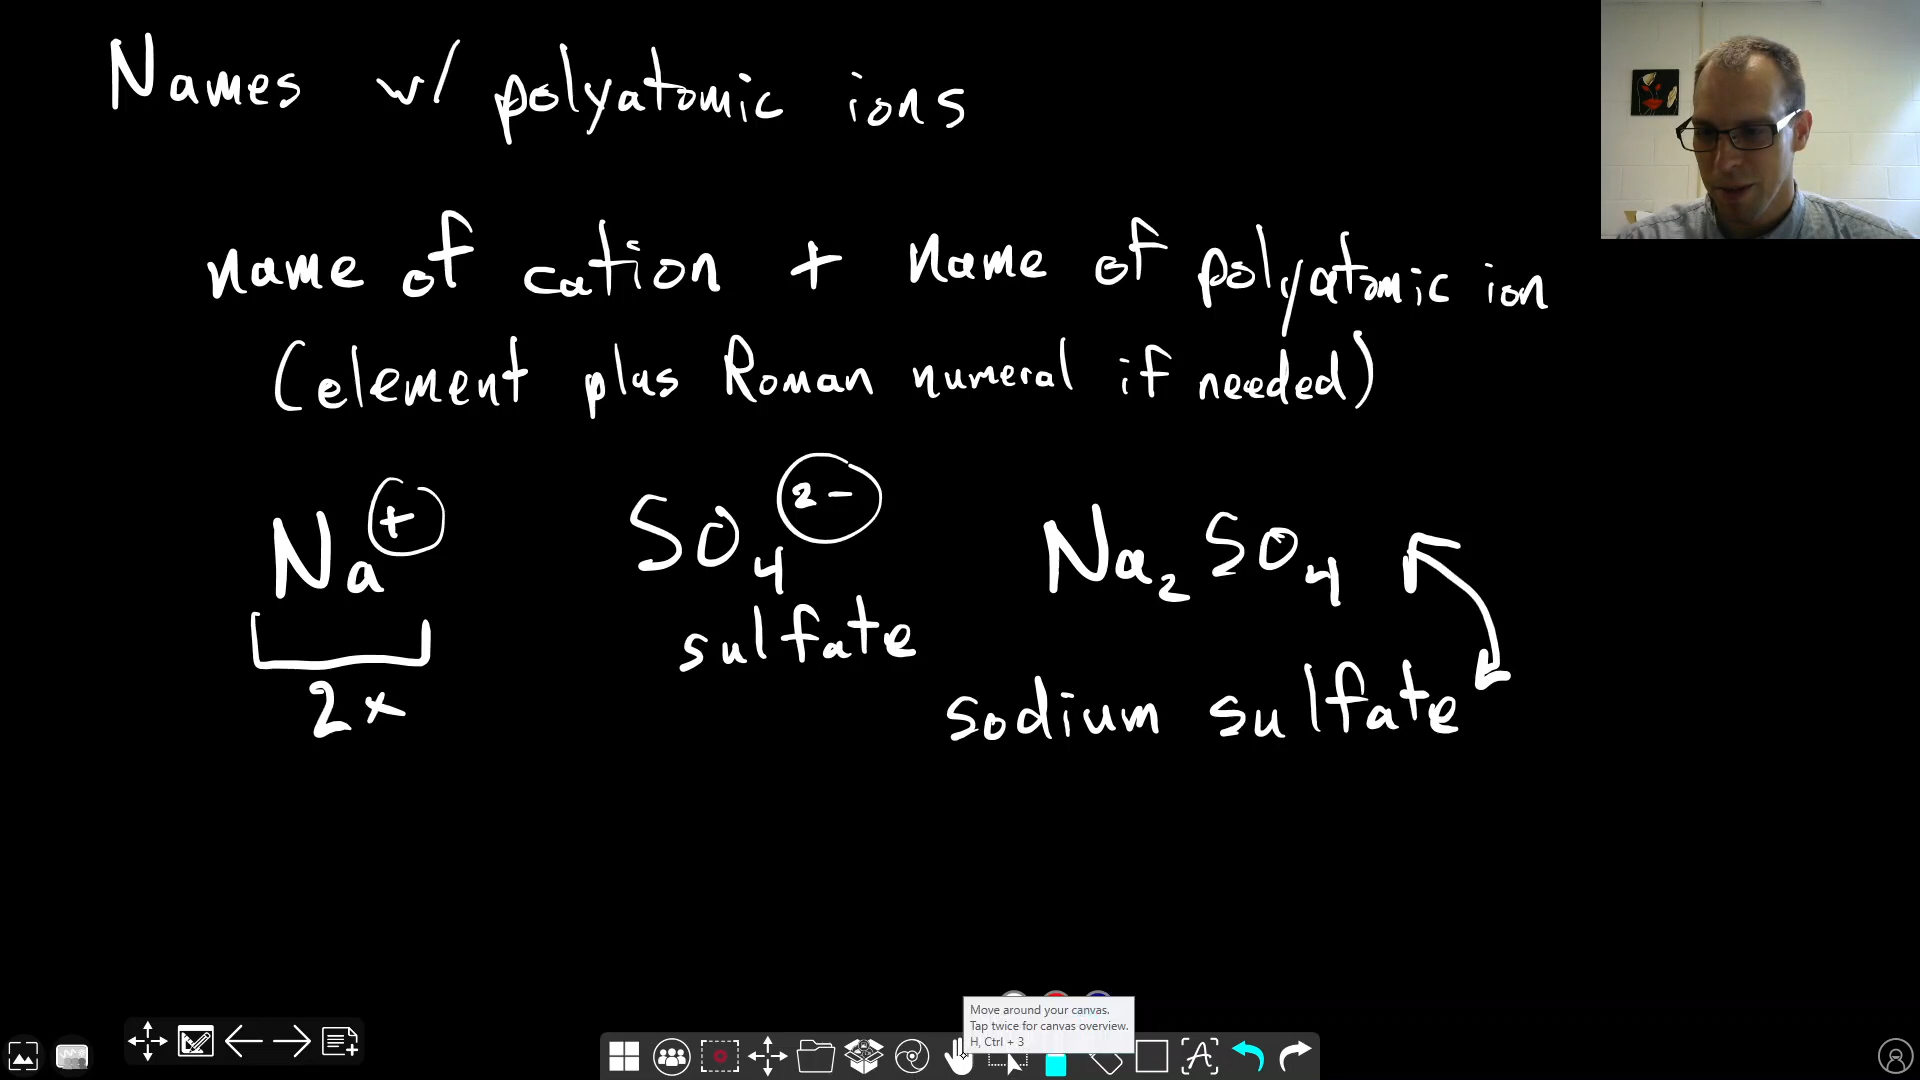 Names w/ polyatomic ions
name of cation + name of polyatomic ion
(element plus Roman numeral if needed)
Na⁺ SO₄²⁻ Na₂SO₄
sulfate
2x
sodium sulfate
Move around your canvas.
Tap twice for canvas overview.
H, Ctrl + 3